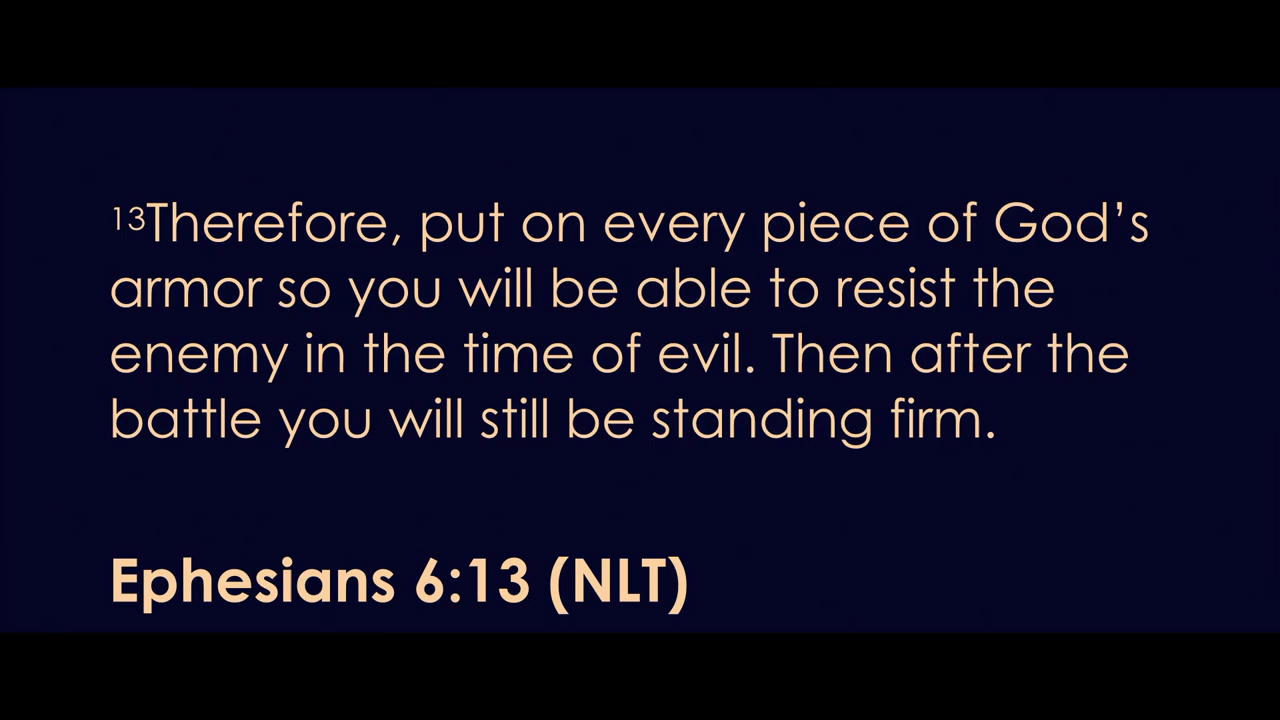 13Therefore, put on every piece of God’s
armor so you will be able to resist the
enemy in the time of evil. Then after the
battle you will still be standing firm.
Ephesians 6:13 (NLT)